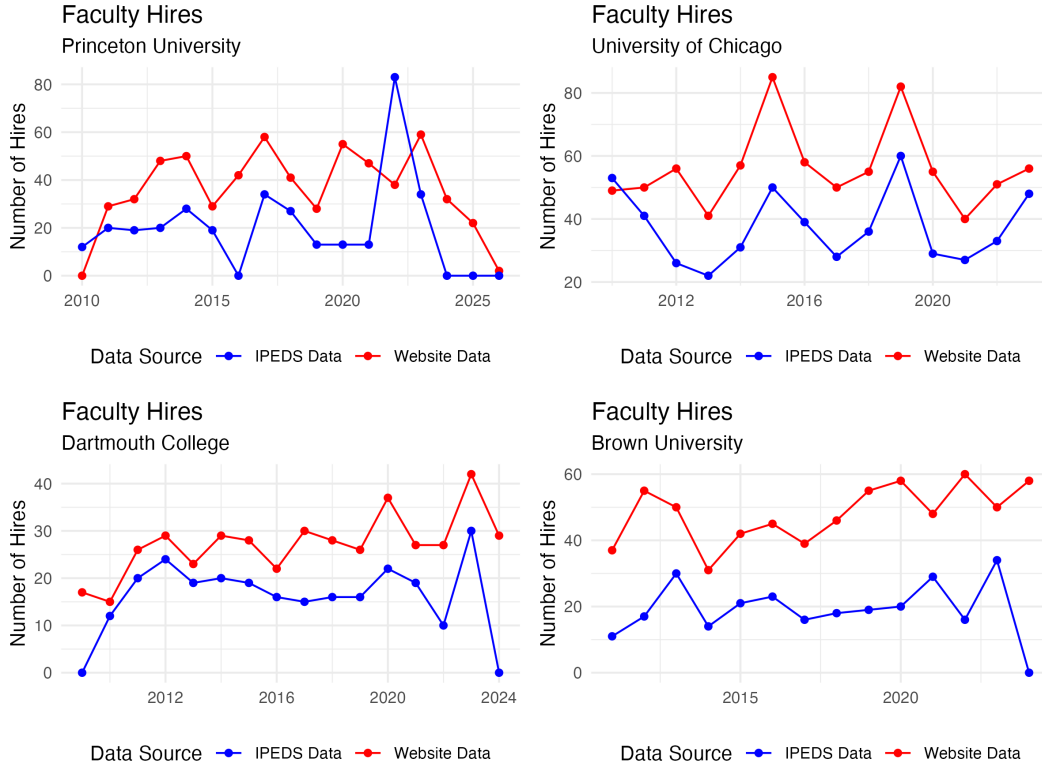 Faculty Hires
Princeton University
Number of Hires
80
60
40
20
0
2010
2015
2020
2025
Data Source
IPEDS Data
Website Data
Faculty Hires
University of Chicago
Number of Hires
80
60
40
20
2012
2016
2020
Data Source
IPEDS Data
Website Data
Faculty Hires
Dartmouth College
Number of Hires
40
30
20
10
0
2012
2016
2020
2024
Data Source
IPEDS Data
Website Data
Faculty Hires
Brown University
Number of Hires
60
40
20
0
2015
2020
Data Source
IPEDS Data
Website Data